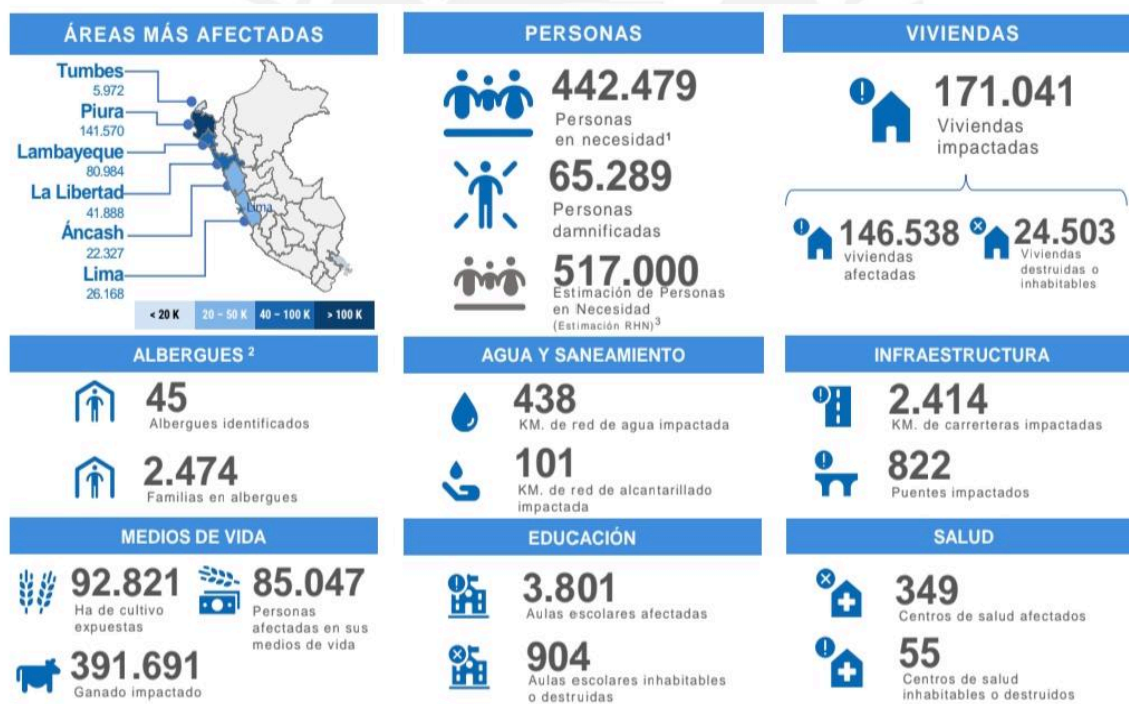 ÁREAS MÁS AFECTADAS
Tumbes
5.972
Piura
141.570
Lambayeque
80.984
La Libertad
41.888
Áncash
22.327
Lima
26.168
Lima
< 20 K
20 – 50 K
40 – 100 K
> 100 K
PERSONAS
442.479
Personas
en necesidad¹
65.289
Personas
damnificadas
517.000
Estimación de Personas
en Necesidad
(Estimación RHN)³
VIVIENDAS
171.041
Viviendas
impactadas
146.538
viviendas
afectadas
24.503
Viviendas
destruidas o
inhabitables
ALBERGUES ²
45
Albergues identificados
2.474
Familias en albergues
AGUA Y SANEAMIENTO
438
KM. de red de agua impactada
101
KM. de red de alcantarillado
impactada
INFRAESTRUCTURA
2.414
KM. de carrerteras impactadas
822
Puentes impactados
MEDIOS DE VIDA
92.821
Ha de cultivo
expuestas
85.047
Personas
afectadas en sus
medios de vida
391.691
Ganado impactado
EDUCACIÓN
3.801
Aulas escolares afectadas
904
Aulas escolares inhabitables
o destruidas
SALUD
349
Centros de salud afectados
55
Centros de salud
inhabitables o destruidos